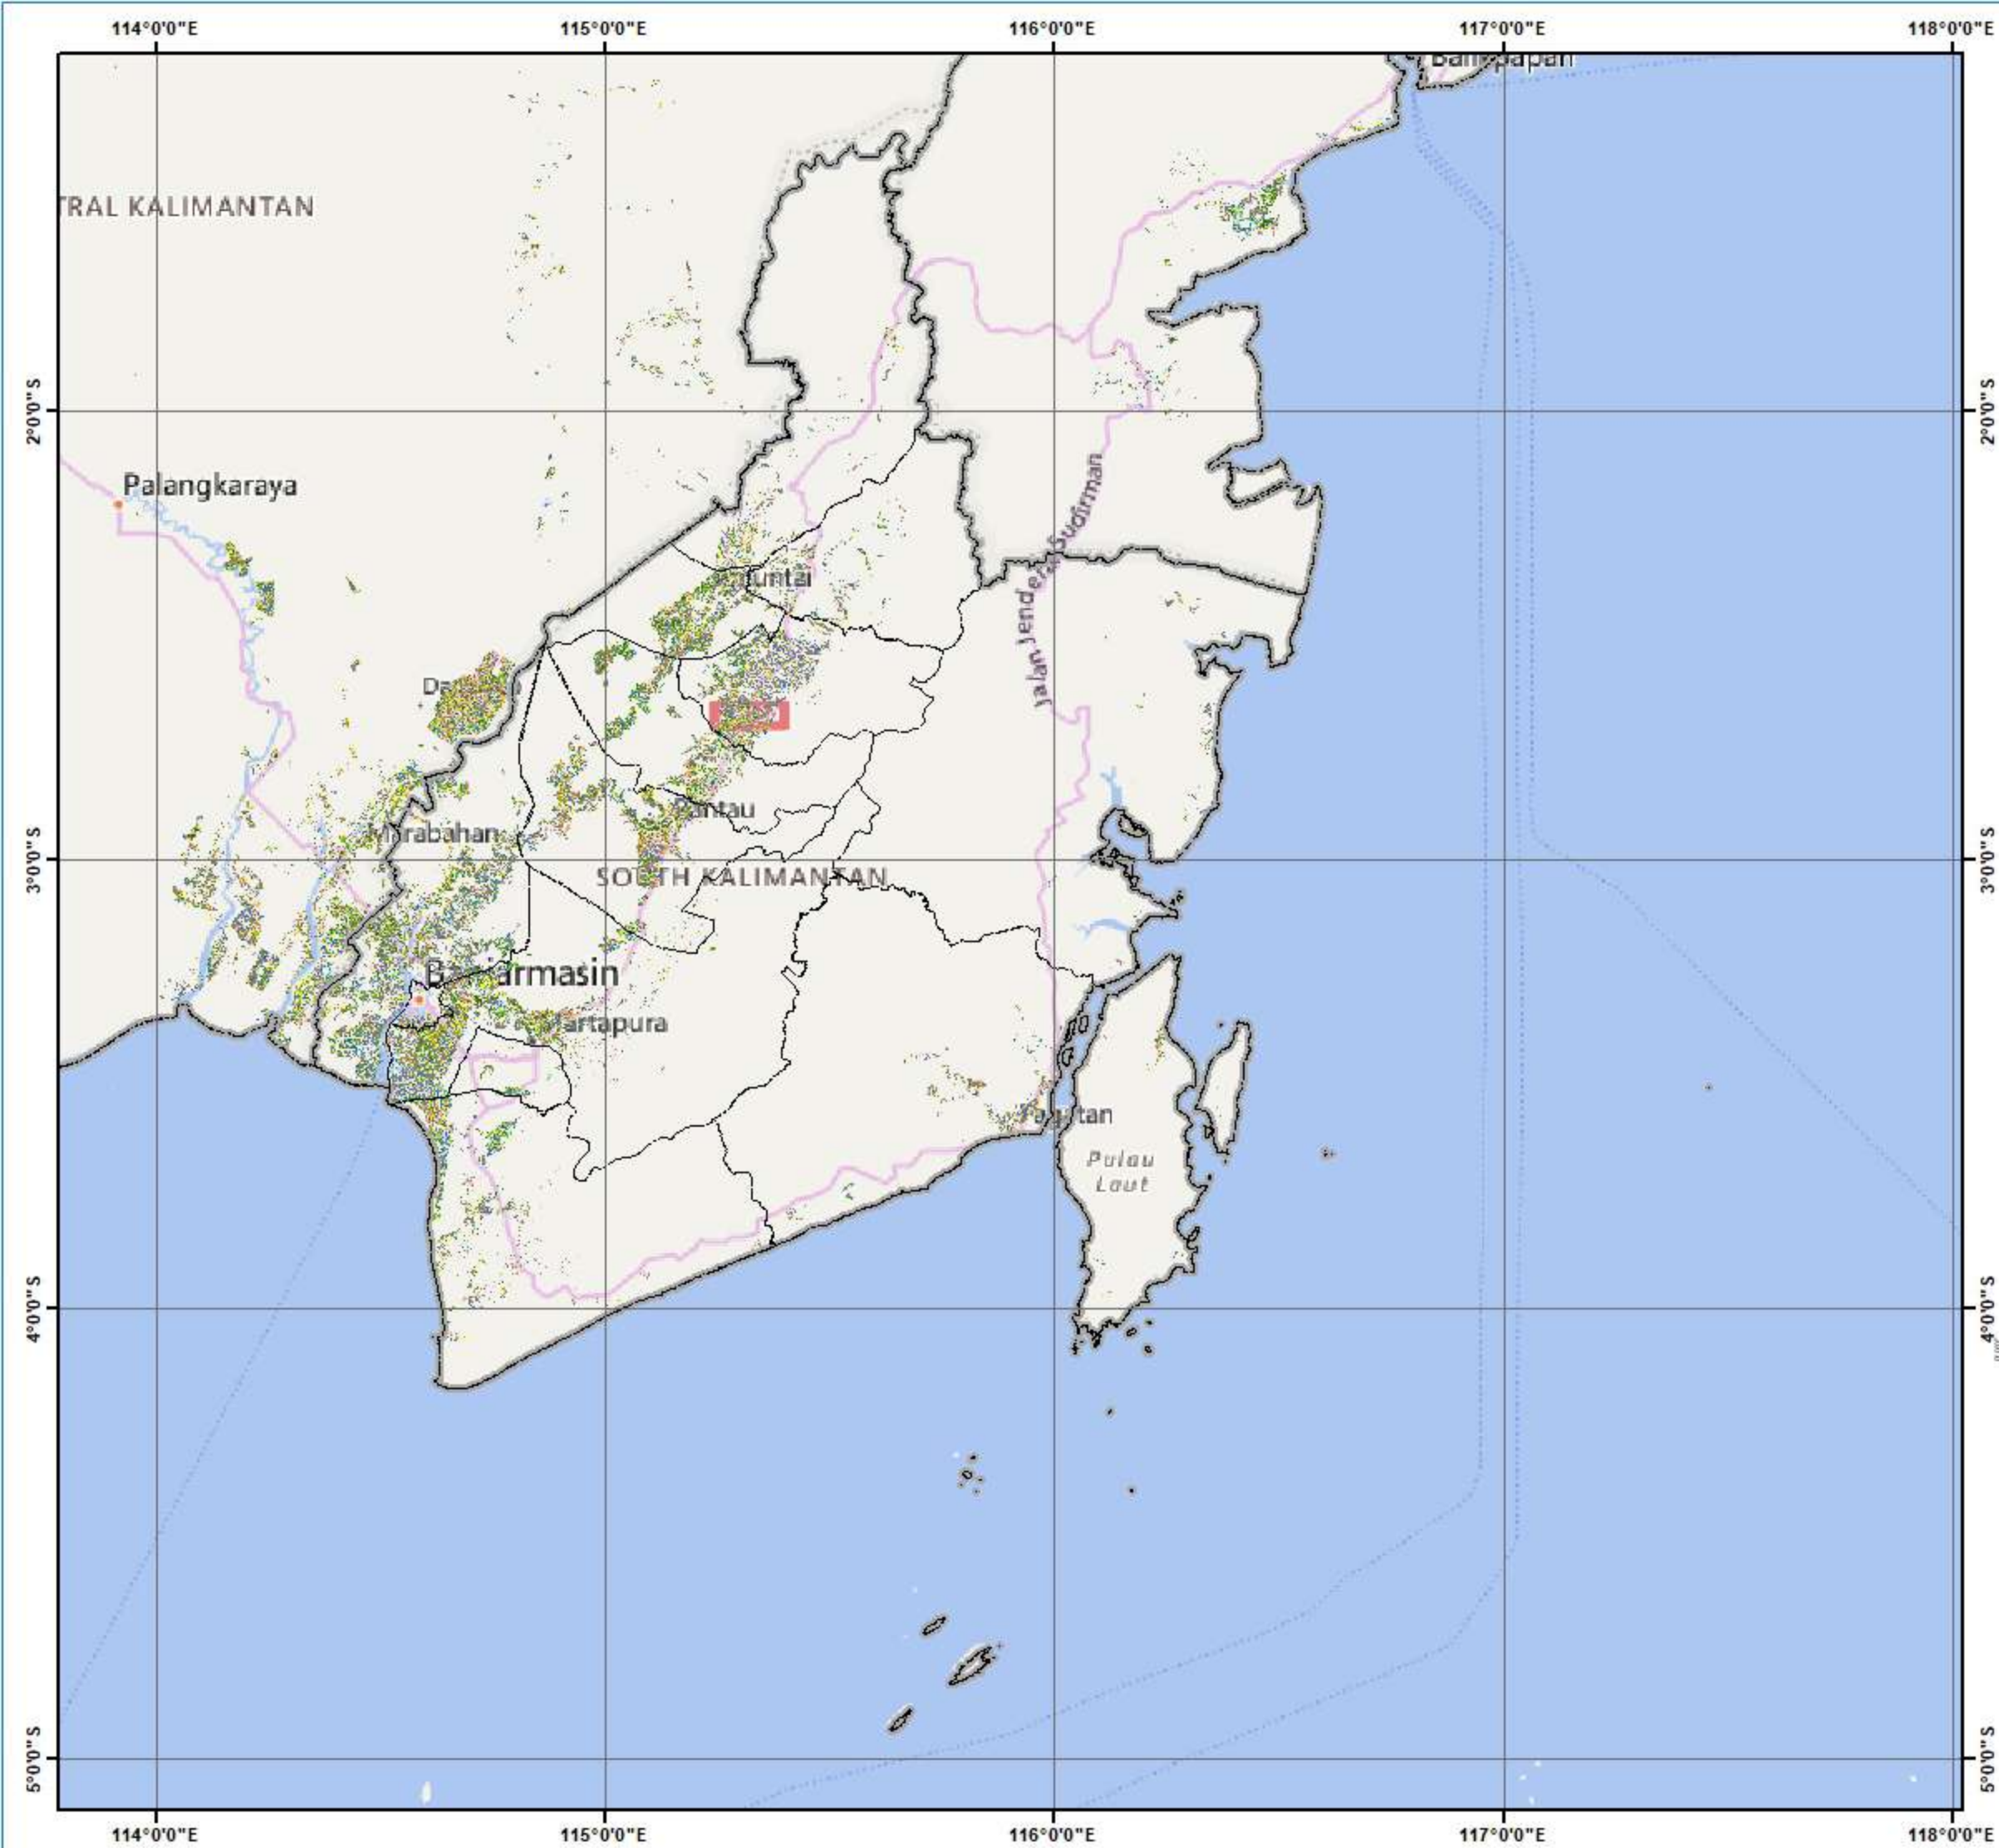 114°0'0"E 115°0'0"E 116°0'0"E 117°0'0"E 118°0'0"E
TRAL KALIMANTAN
2°0'0"S 2°0'0"S
Palangkaraya
Jalan Jenderal Sudirman
Marabahan
3°0'0"S 3°0'0"S
SOUTH KALIMANTAN
Banjarmasin
Martapura
Pulau
Laut
4°0'0"S 4°0'0"S
5°0'0"S 5°0'0"S
114°0'0"E 115°0'0"E 116°0'0"E 117°0'0"E 118°0'0"E